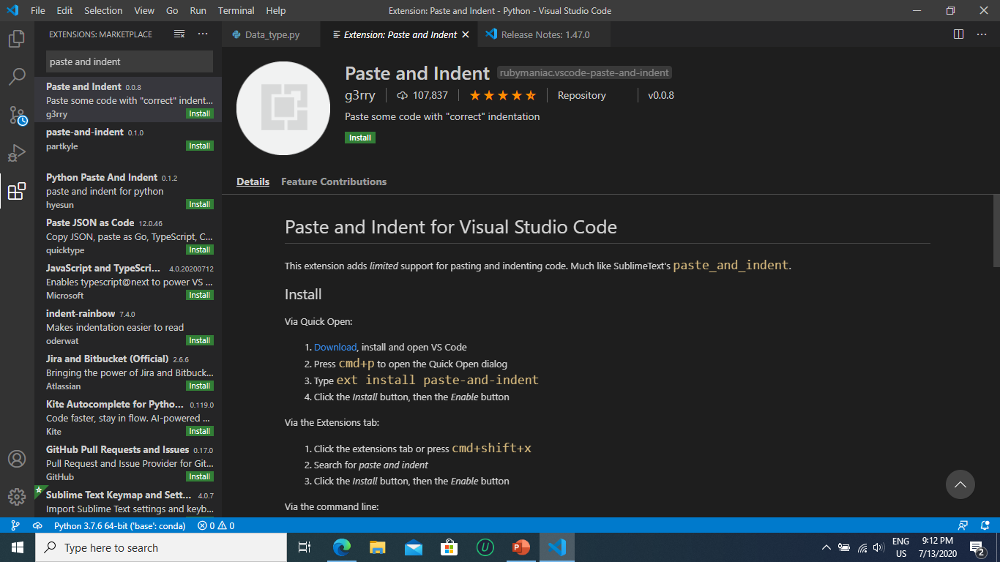 File Edit Selection View Go Run Terminal Help Extension: Paste and Indent - Python - Visual Studio Code
EXTENSIONS: MARKETPLACE
paste and indent
Paste and Indent 0.0.8
Paste some code with "correct" indent...
g3rry Install
paste-and-indent 0.1.0
partkyle Install
Python Paste And Indent 0.1.2
paste and indent for python
hyesun Install
Paste JSON as Code 12.0.46
Copy JSON, paste as Go, TypeScript, C...
quicktype Install
JavaScript and TypeScri... 4.0.20200712
Enables typescript@next to power VS ...
Microsoft Install
indent-rainbow 7.4.0
Makes indentation easier to read
oderwat Install
Jira and Bitbucket (Official) 2.6.6
Bringing the power of Jira and Bitbuck...
Atlassian Install
Kite Autocomplete for Pytho... 0.119.0
Code faster, stay in flow. AI-powered ...
Kite Install
GitHub Pull Requests and Issues 0.17.0
Pull Request and Issue Provider for Git...
GitHub Install
Sublime Text Keymap and Sett... 4.0.7
Import Sublime Text settings and keyb...
Data_type.py Extension: Paste and Indent Release Notes: 1.47.0
Paste and Indent rubymaniac.vscode-paste-and-indent
g3rry 107,837 Repository v0.0.8
Paste some code with "correct" indentation
Install
Details Feature Contributions
Paste and Indent for Visual Studio Code
This extension adds limited support for pasting and indenting code. Much like SublimeText's paste_and_indent.
Install
Via Quick Open:
1. Download, install and open VS Code
2. Press cmd+p to open the Quick Open dialog
3. Type ext install paste-and-indent
4. Click the Install button, then the Enable button
Via the Extensions tab:
1. Click the extensions tab or press cmd+shift+x
2. Search for paste and indent
3. Click the Install button, then the Enable button
Via the command line:
Python 3.7.6 64-bit ('base': conda) 0 0
Type here to search
ENG
US
9:12 PM
7/13/2020
2